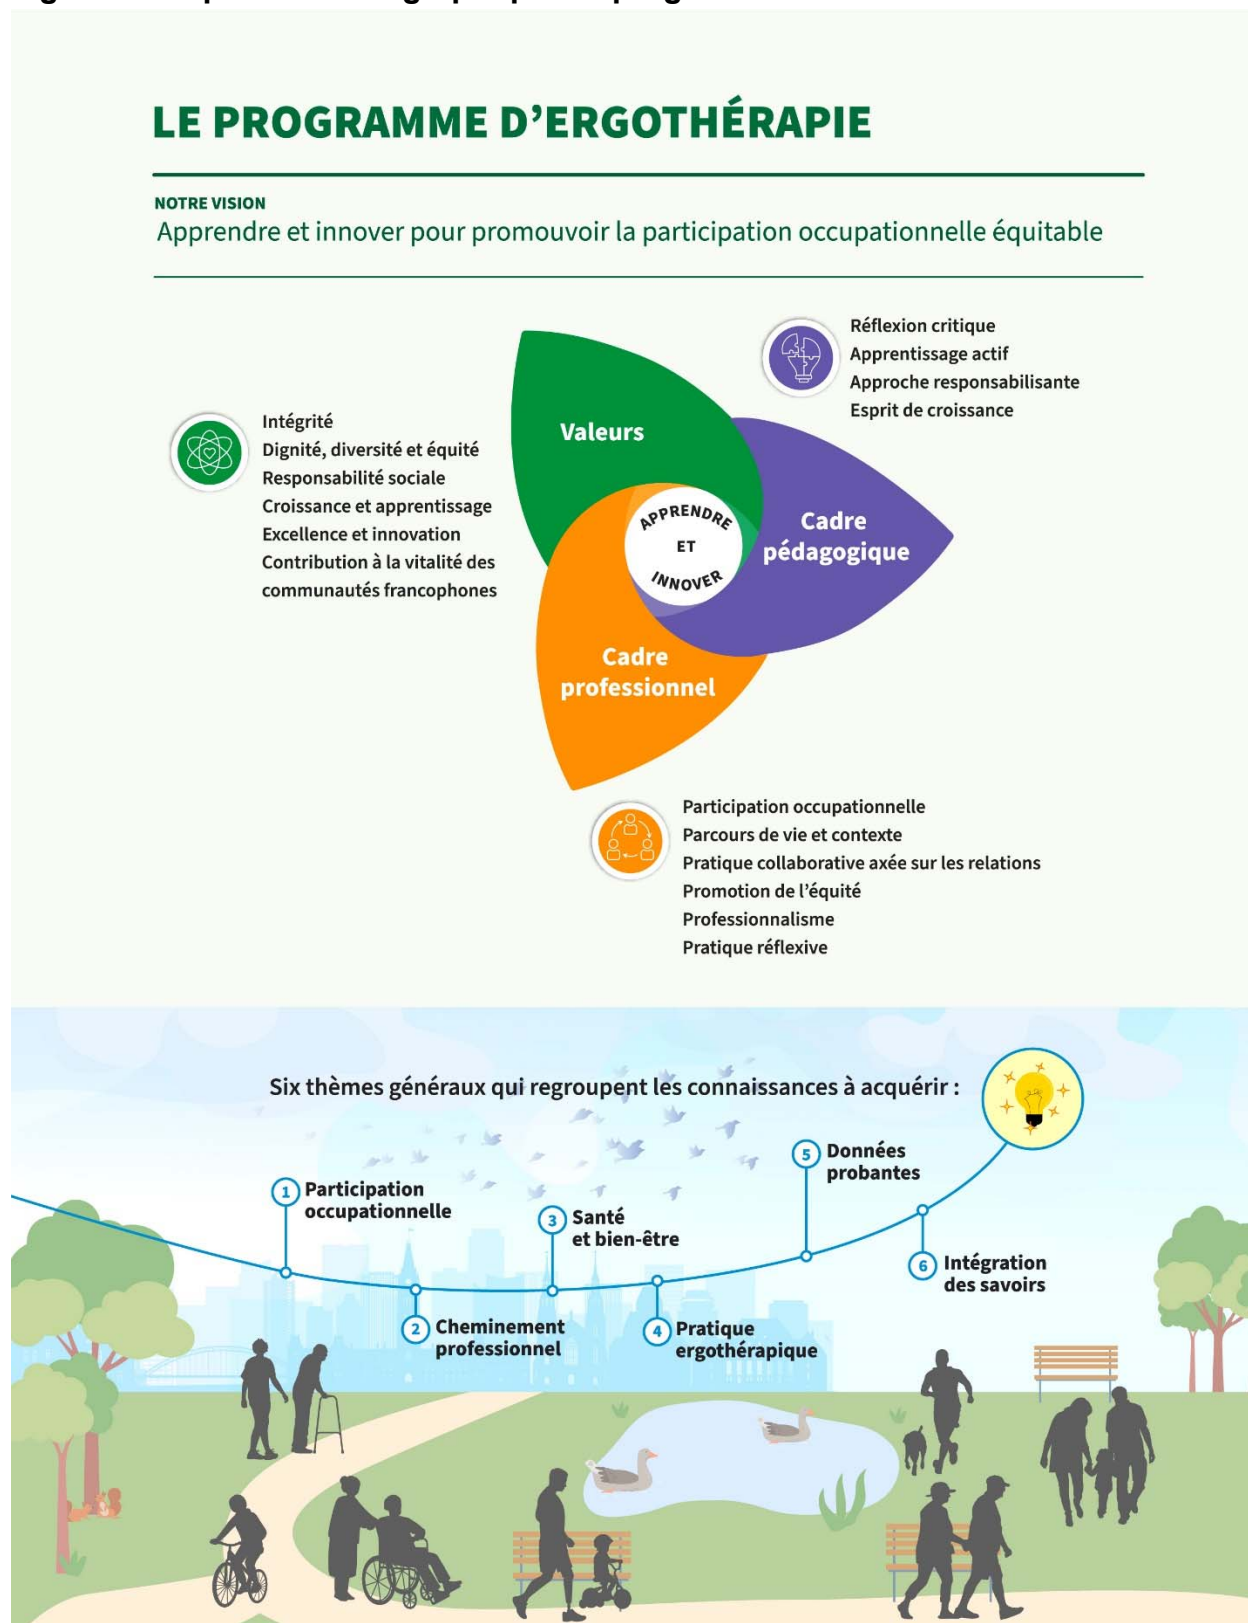 LE PROGRAMME D’ERGOTHÉRAPIE
NOTRE VISION
Apprendre et innover pour promouvoir la participation occupationnelle équitable
Réflexion critique
Apprentissage actif
Approche responsabilisante
Esprit de croissance
Intégrité
Dignité, diversité et équité
Responsabilité sociale
Croissance et apprentissage
Excellence et innovation
Contribution à la vitalité des
communautés francophones
Valeurs
Cadre
pédagogique
APPRENDRE
ET
INNOVER
Cadre
professionnel
Participation occupationnelle
Parcours de vie et contexte
Pratique collaborative axée sur les relations
Promotion de l’équité
Professionnalisme
Pratique réflexive
Six thèmes généraux qui regroupent les connaissances à acquérir :
1 Participation
occupationnelle
2 Cheminement
professionnel
3 Santé
et bien-être
4 Pratique
ergothérapique
5 Données
probantes
6 Intégration
des savoirs